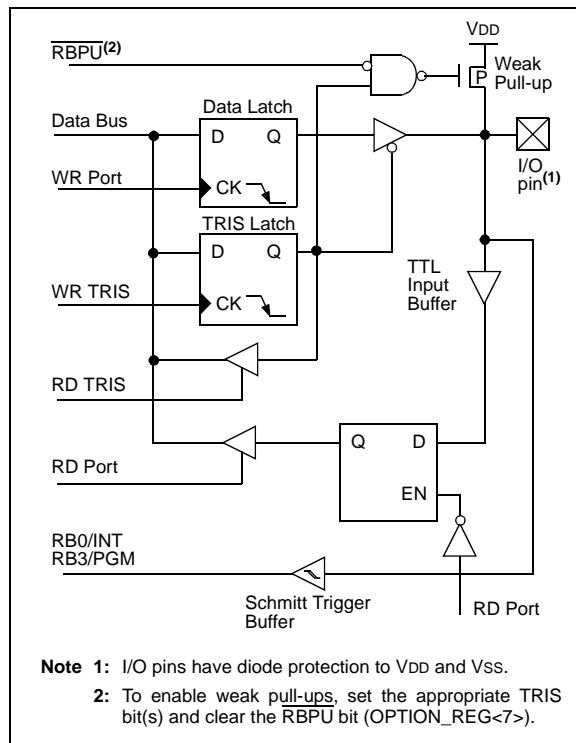 VDD
RBPU(2)
Weak
Pull-up
P
Data Latch
Data Bus
D Q
WR Port
CK
I/O
pin(1)
TRIS Latch
D Q
TTL
Input
Buffer
WR TRIS
CK
RD TRIS
Q D
RD Port
EN
RB0/INT
RB3/PGM
Schmitt Trigger
Buffer
RD Port
Note 1: I/O pins have diode protection to VDD and VSS.
2: To enable weak pull-ups, set the appropriate TRIS
bit(s) and clear the RBPU bit (OPTION_REG<7>).